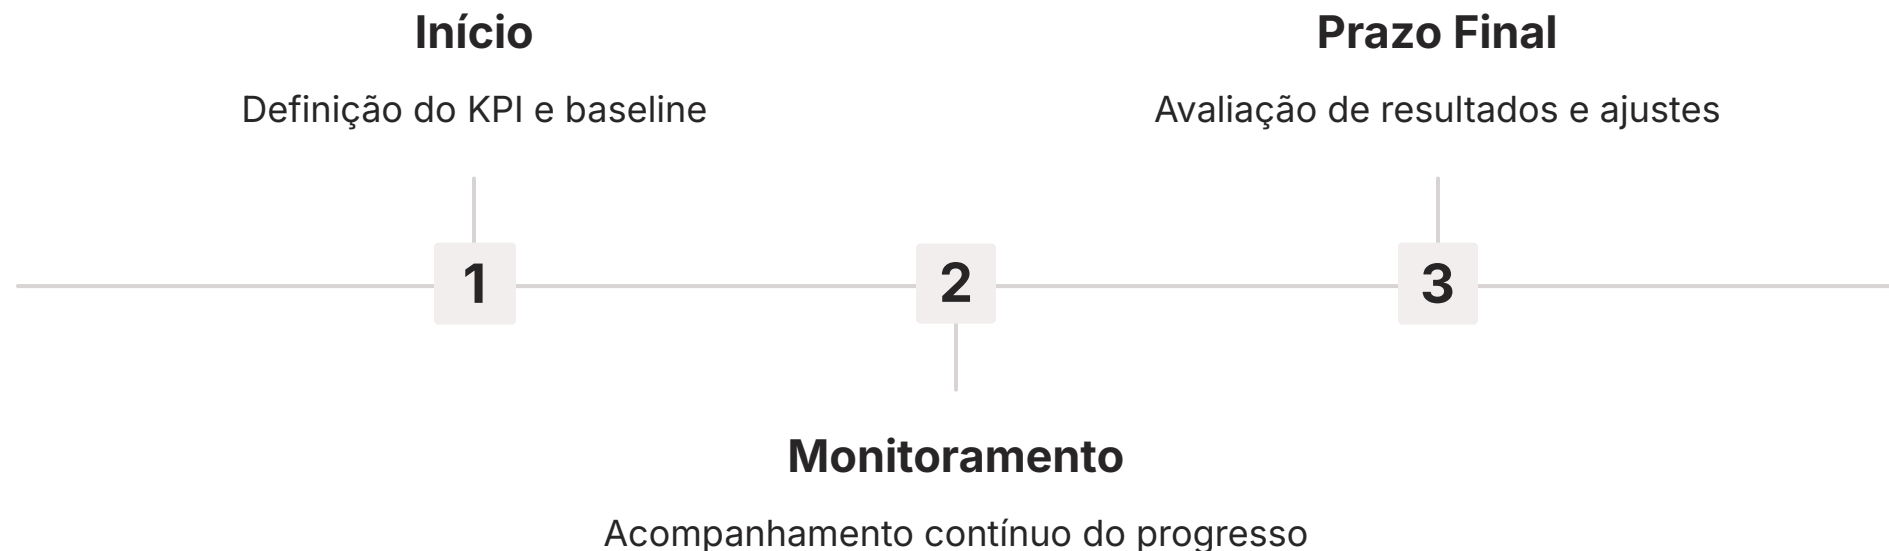 Início
Definição do KPI e baseline
Prazo Final
Avaliação de resultados e ajustes
1
2
3
Monitoramento
Acompanhamento contínuo do progresso